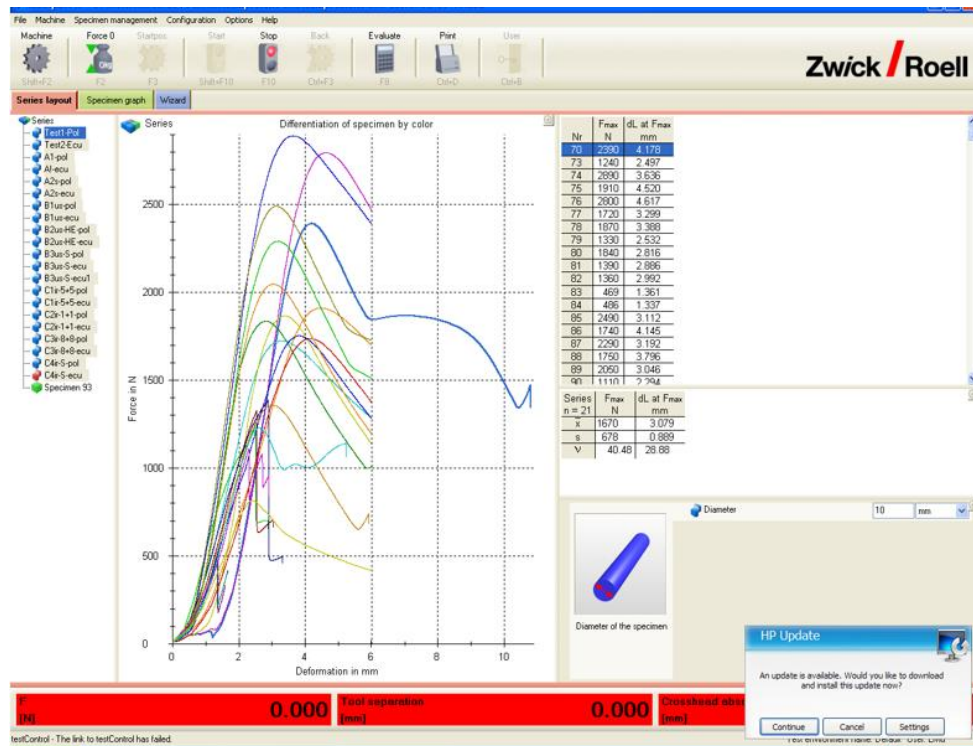 File Machine Specimen management Configuration Options Help
Machine Force 0 Startpos. Start Stop Back Evaluate Print User
Shift+F2 F2 F3 Shift+F10 F10 Ctrl+F3 F8 Ctrl+D Ctrl+B
Zwick / Roell
Series layout Specimen graph Wizard
Series
Test1-Pol
Test2-Ecu
A1-pol
Af-ecu
A2s-pol
A2s-ecu
B1us-pol
B1us-ecu
B2us-HE-pol
B2us-HE-ecu
B3us-S-pol
B3us-S-ecu
B3us-S-ecu1
C1ir-5+5-pol
C1ir-5+5-ecu
C2ir-1+1-pol
C2ir-1+1-ecu
C3ir-8+8-pol
C3ir-8+8-ecu
C4ir-S-pol
C4ir-S-ecu
Specimen 93
Series
Differentiation of specimen by color
Force in N
2500
2000
1500
1000
500
0
0 2 4 6 8 10
Deformation in mm
Fmax dL at Fmax
Nr N mm
70 2390 4.178
73 1240 2.497
74 2890 3.636
75 1910 4.520
76 2800 4.617
77 1720 3.299
78 1870 3.388
79 1330 2.532
80 1840 2.816
81 1390 2.886
82 1360 2.992
83 469 1.361
84 486 1.337
85 2490 3.112
86 1740 4.145
87 2290 3.192
88 1750 3.796
89 2050 3.046
90 1110 2.294
Series Fmax dL at Fmax
n = 21 N mm
x 1670 3.079
s 678 0.889
ν 40.48 28.88
Diameter 10 mm
Diameter of the specimen
HP Update
An update is available. Would you like to download
and install this update now?
Continue Cancel Settings
F
[N] 0.000
Tool separation
[mm] 0.000
Crosshead
[mm]
testControl - The link to testControl has failed.